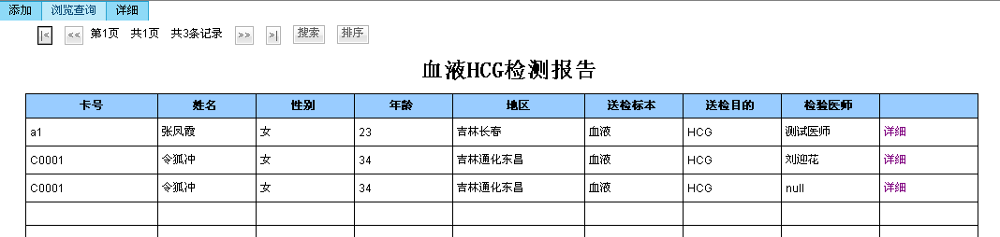 添加 浏览查询 详细
|< << 第1页 共1页 共3条记录 >> >| 搜索 排序
血液HCG检测报告
卡号 姓名 性别 年龄 地区 送检标本 送检目的 检验医师
a1 张凤霞 女 23 吉林长春 血液 HCG 测试医师 详细
C0001 令狐冲 女 34 吉林通化东昌 血液 HCG 刘迎花 详细
C0001 令狐冲 女 34 吉林通化东昌 血液 HCG null 详细